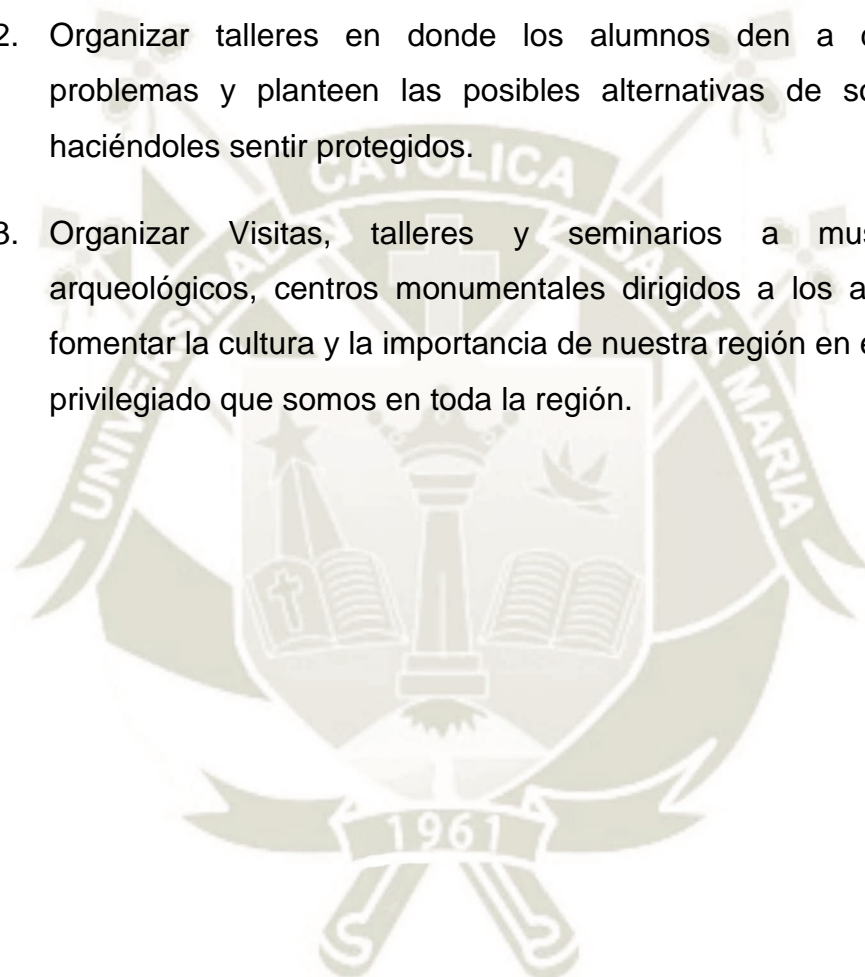 2. Organizar talleres en donde los alumnos den a
problemas y planteen las posibles alternativas de
haciéndoles sentir protegidos.
3. Organizar Visitas, talleres y seminarios a
arqueológicos, centros monumentales dirigidos a los
fomentar la cultura y la importancia de nuestra región en
privilegiado que somos en toda la región.
CATOLICA
MARIA
1961